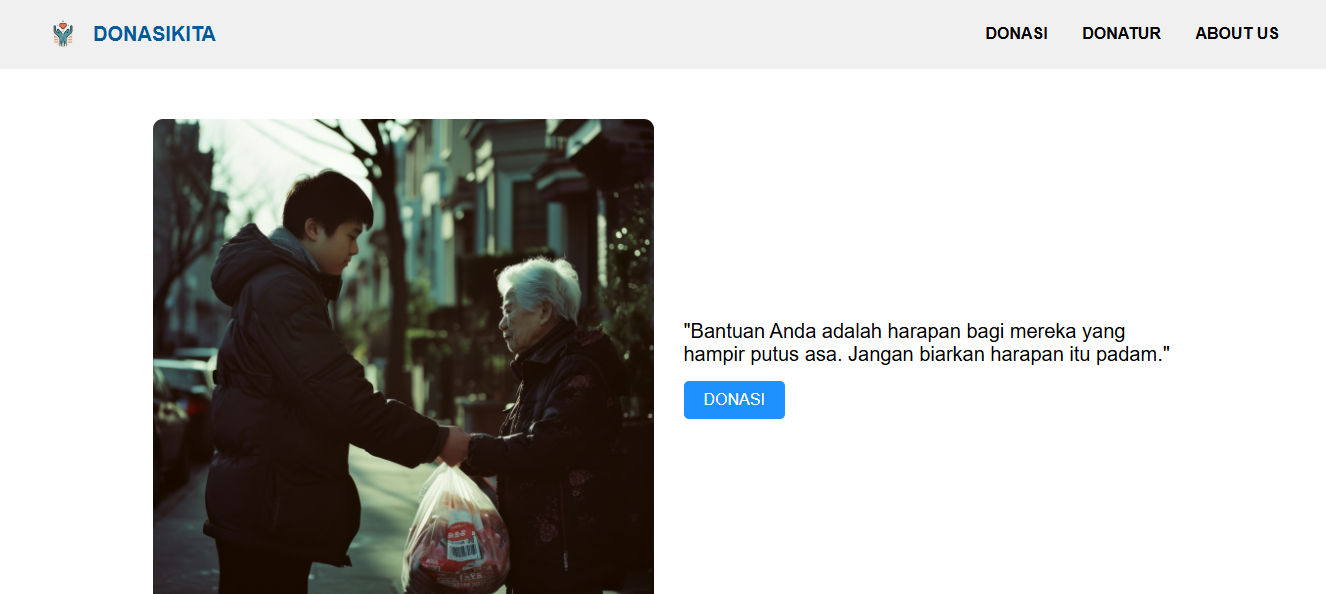 DONASIKITA
DONASI
DONATUR
ABOUT US
"Bantuan Anda adalah harapan bagi mereka yang
hampir putus asa. Jangan biarkan harapan itu padam."
DONASI